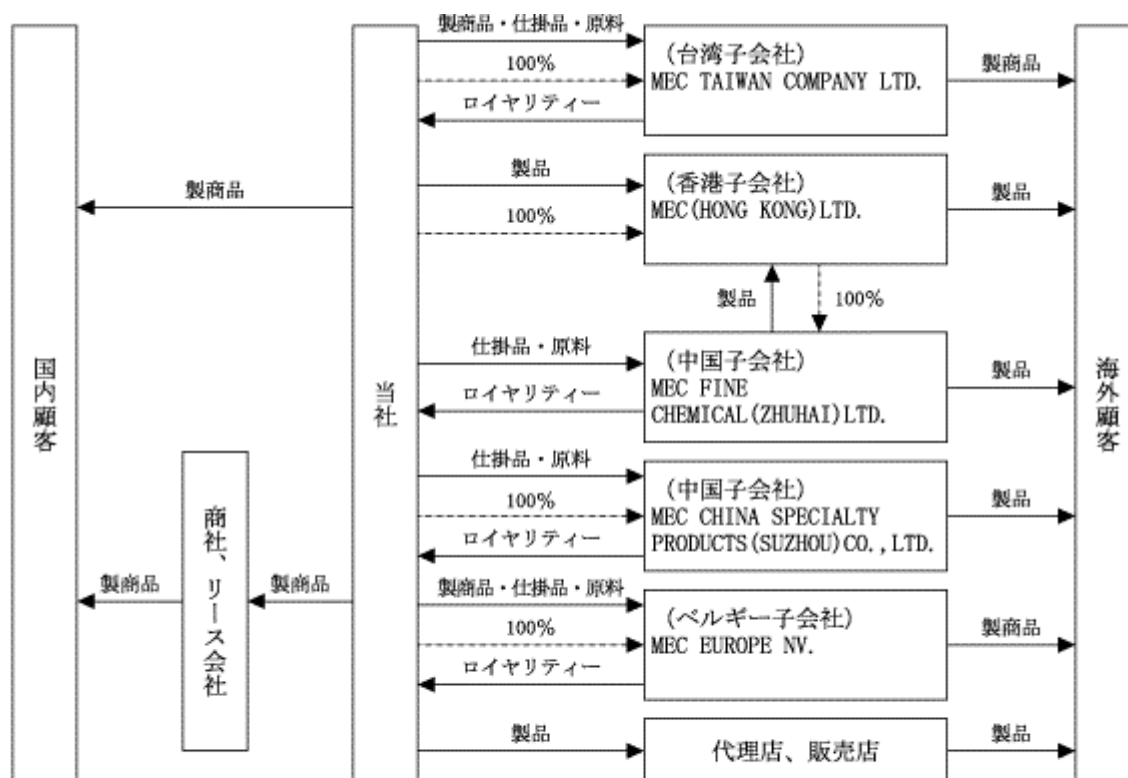 製商品・仕掛品・原料
100%
ロイヤリティー
(台湾子会社)
MEC TAIWAN COMPANY LTD.
製商品
製商品
製品
100%
(香港子会社)
MEC(HONG KONG)LTD.
製品
製品
100%
国内顧客
当社
仕掛品・原料
ロイヤリティー
(中国子会社)
MEC FINE
CHEMICAL(ZHUHAI)LTD.
製品
海外顧客
仕掛品・原料
100%
ロイヤリティー
(中国子会社)
MEC CHINA SPECIALTY
PRODUCTS(SUZHOU)CO.,LTD.
製品
製商品
商社、リース会社
製商品
製商品・仕掛品・原料
100%
ロイヤリティー
(ベルギー子会社)
MEC EUROPE NV.
製商品
製品
代理店、販売店
製品